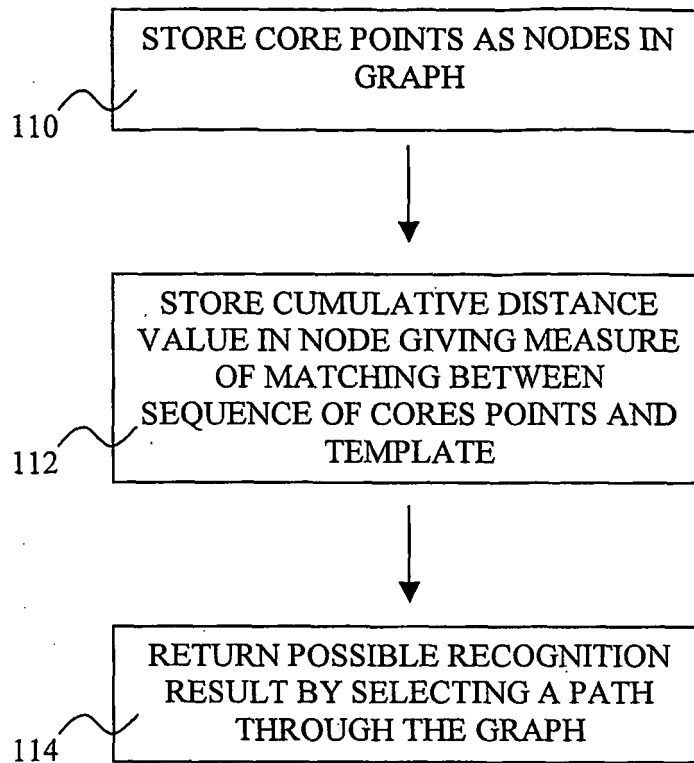 STORE CORE POINTS AS NODES IN
GRAPH
110
STORE CUMULATIVE DISTANCE
VALUE IN NODE GIVING MEASURE
OF MATCHING BETWEEN
SEQUENCE OF CORES POINTS AND
TEMPLATE
112
RETURN POSSIBLE RECOGNITION
RESULT BY SELECTING A PATH
THROUGH THE GRAPH
114